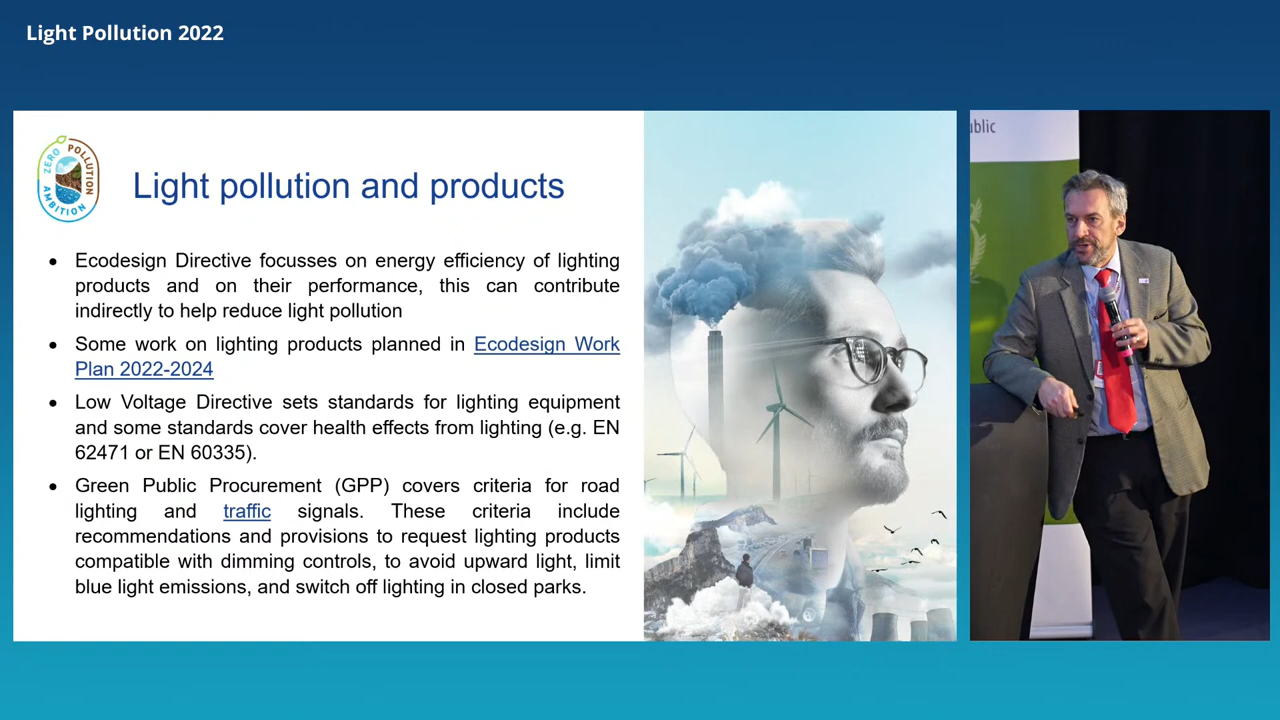 Light Pollution 2022
ZERO POLLUTION AMBITION
Light pollution and products
• Ecodesign Directive focusses on energy efficiency of lighting
products and on their performance, this can contribute
indirectly to help reduce light pollution
• Some work on lighting products planned in Ecodesign Work
Plan 2022-2024
• Low Voltage Directive sets standards for lighting equipment
and some standards cover health effects from lighting (e.g. EN
62471 or EN 60335).
• Green Public Procurement (GPP) covers criteria for road
lighting and traffic signals. These criteria include
recommendations and provisions to request lighting products
compatible with dimming controls, to avoid upward light, limit
blue light emissions, and switch off lighting in closed parks.
ublic